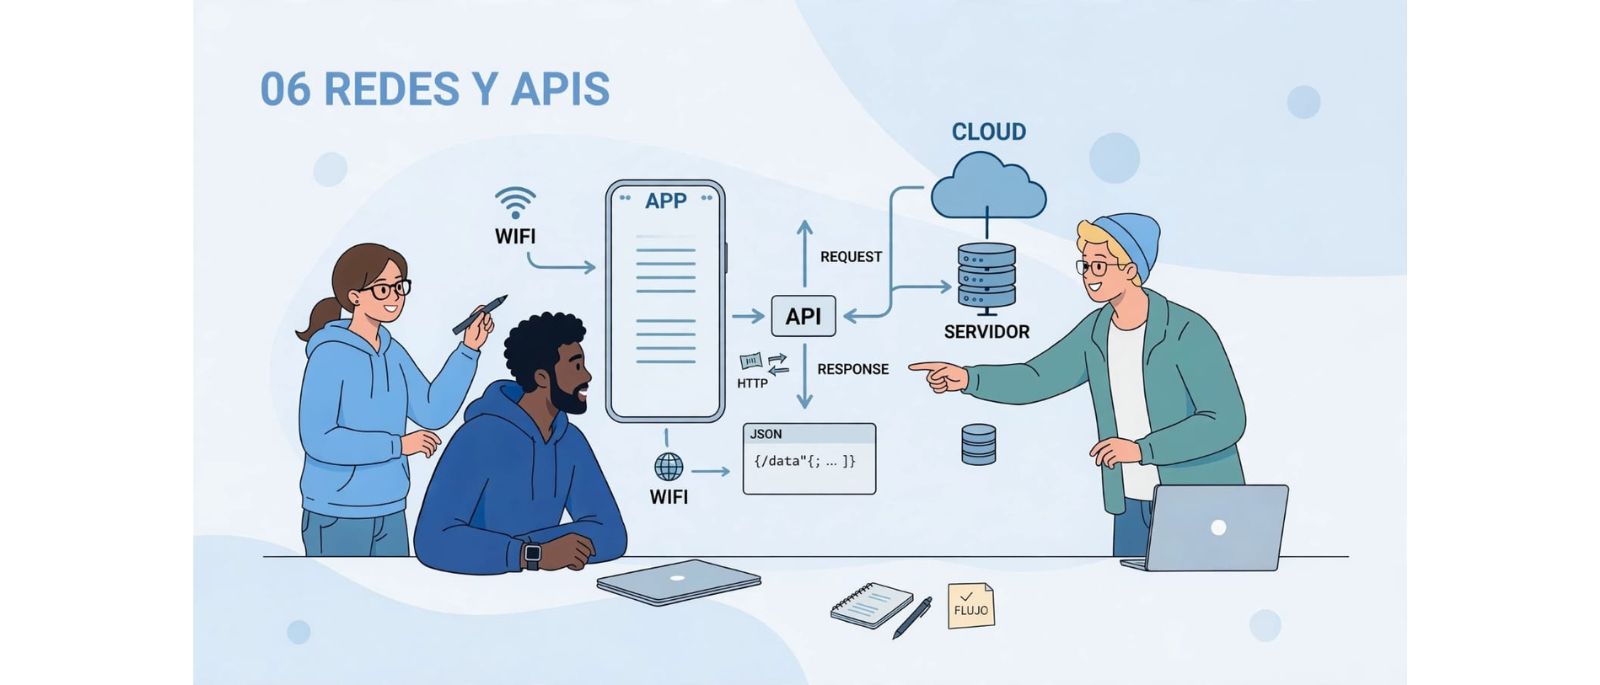 06 REDES Y APIS
CLOUD
WIFI
APP
REQUEST
API
SERVIDOR
HTTP
RESPONSE
JSON
{/data"{; ... ]}
WIFI
FLUJO